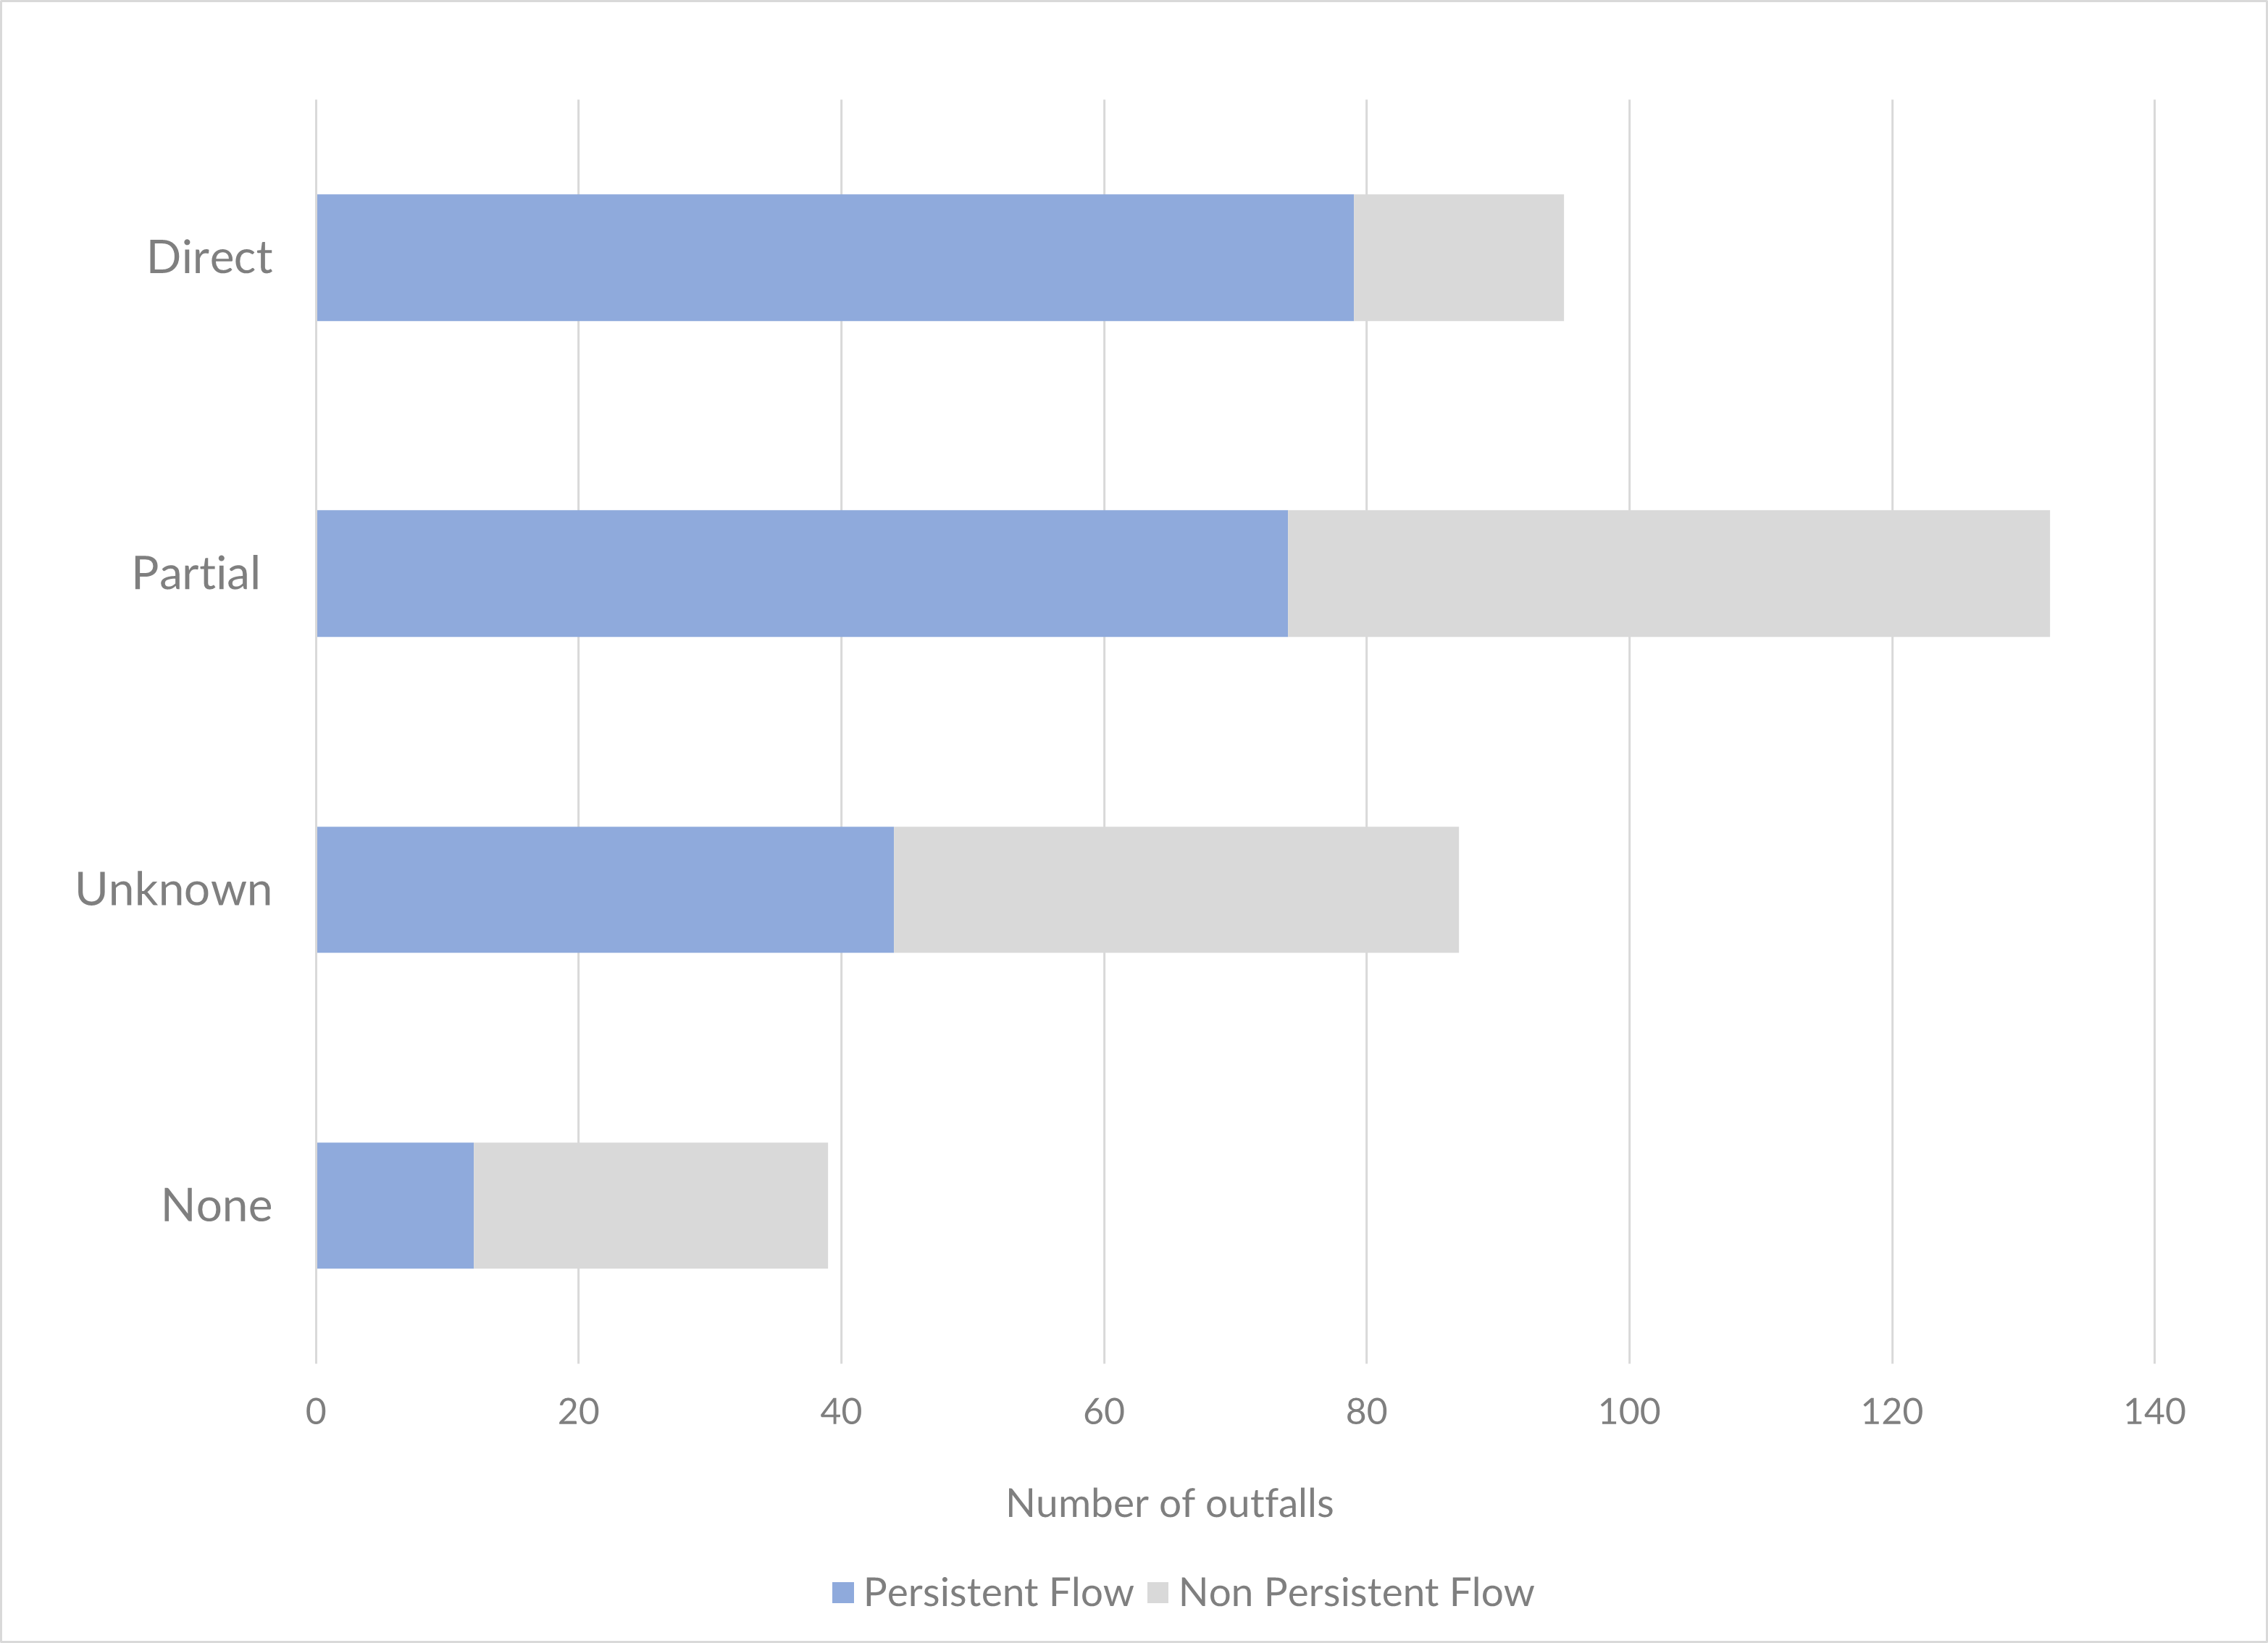 Direct
Partial
Unknown
None
0 20 40 60 80 100 120 140
Number of outfalls
Persistent Flow Non Persistent Flow